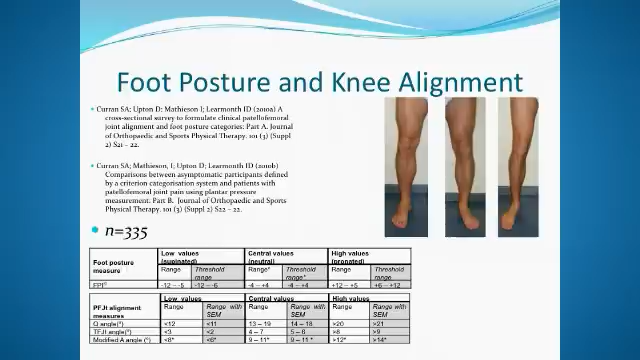 Foot Posture and Knee Alignment
Curran SA; Upton D; Mathieson I; Learmonth ID (2010a) A
cross-sectional survey to formulate clinical patellofemoral
joint alignment and foot posture categories: Part A. Journal
of Orthopaedic and Sports Physical Therapy. 101 (3) (Suppl
2) S21 – 22.
Curran SA; Mathieson, I; Upton D; Learmonth ID (2010b)
Comparisons between asymptomatic participants defined
by a criterion categorisation system and patients with
patellofemoral joint pain using plantar pressure
measurement: Part B. Journal of Orthopaedic and Sports
Physical Therapy. 101 (3) (Suppl 2) S22 – 22.
n=335
Foot posture measure
Low values (supinated) Central values (neutral) High values (pronated)
Range Threshold range Range* Threshold range* Range Threshold range
-4 – +4 -4 – +4 +12 – +5 +6 – +12
PFJI alignment measures
Low values Central values High values
Range Range with SEM Range Range with SEM Range Range with SEM
Q angle(°) <12 <11 13 – 19 14 – 18 >20 >21
TFJI angle(°) <3 <2 4 – 7 5 – 6 >8 >9
Modified A angle (°) <8* <6* 9 – 11* 9 – 11 * >12* >14*